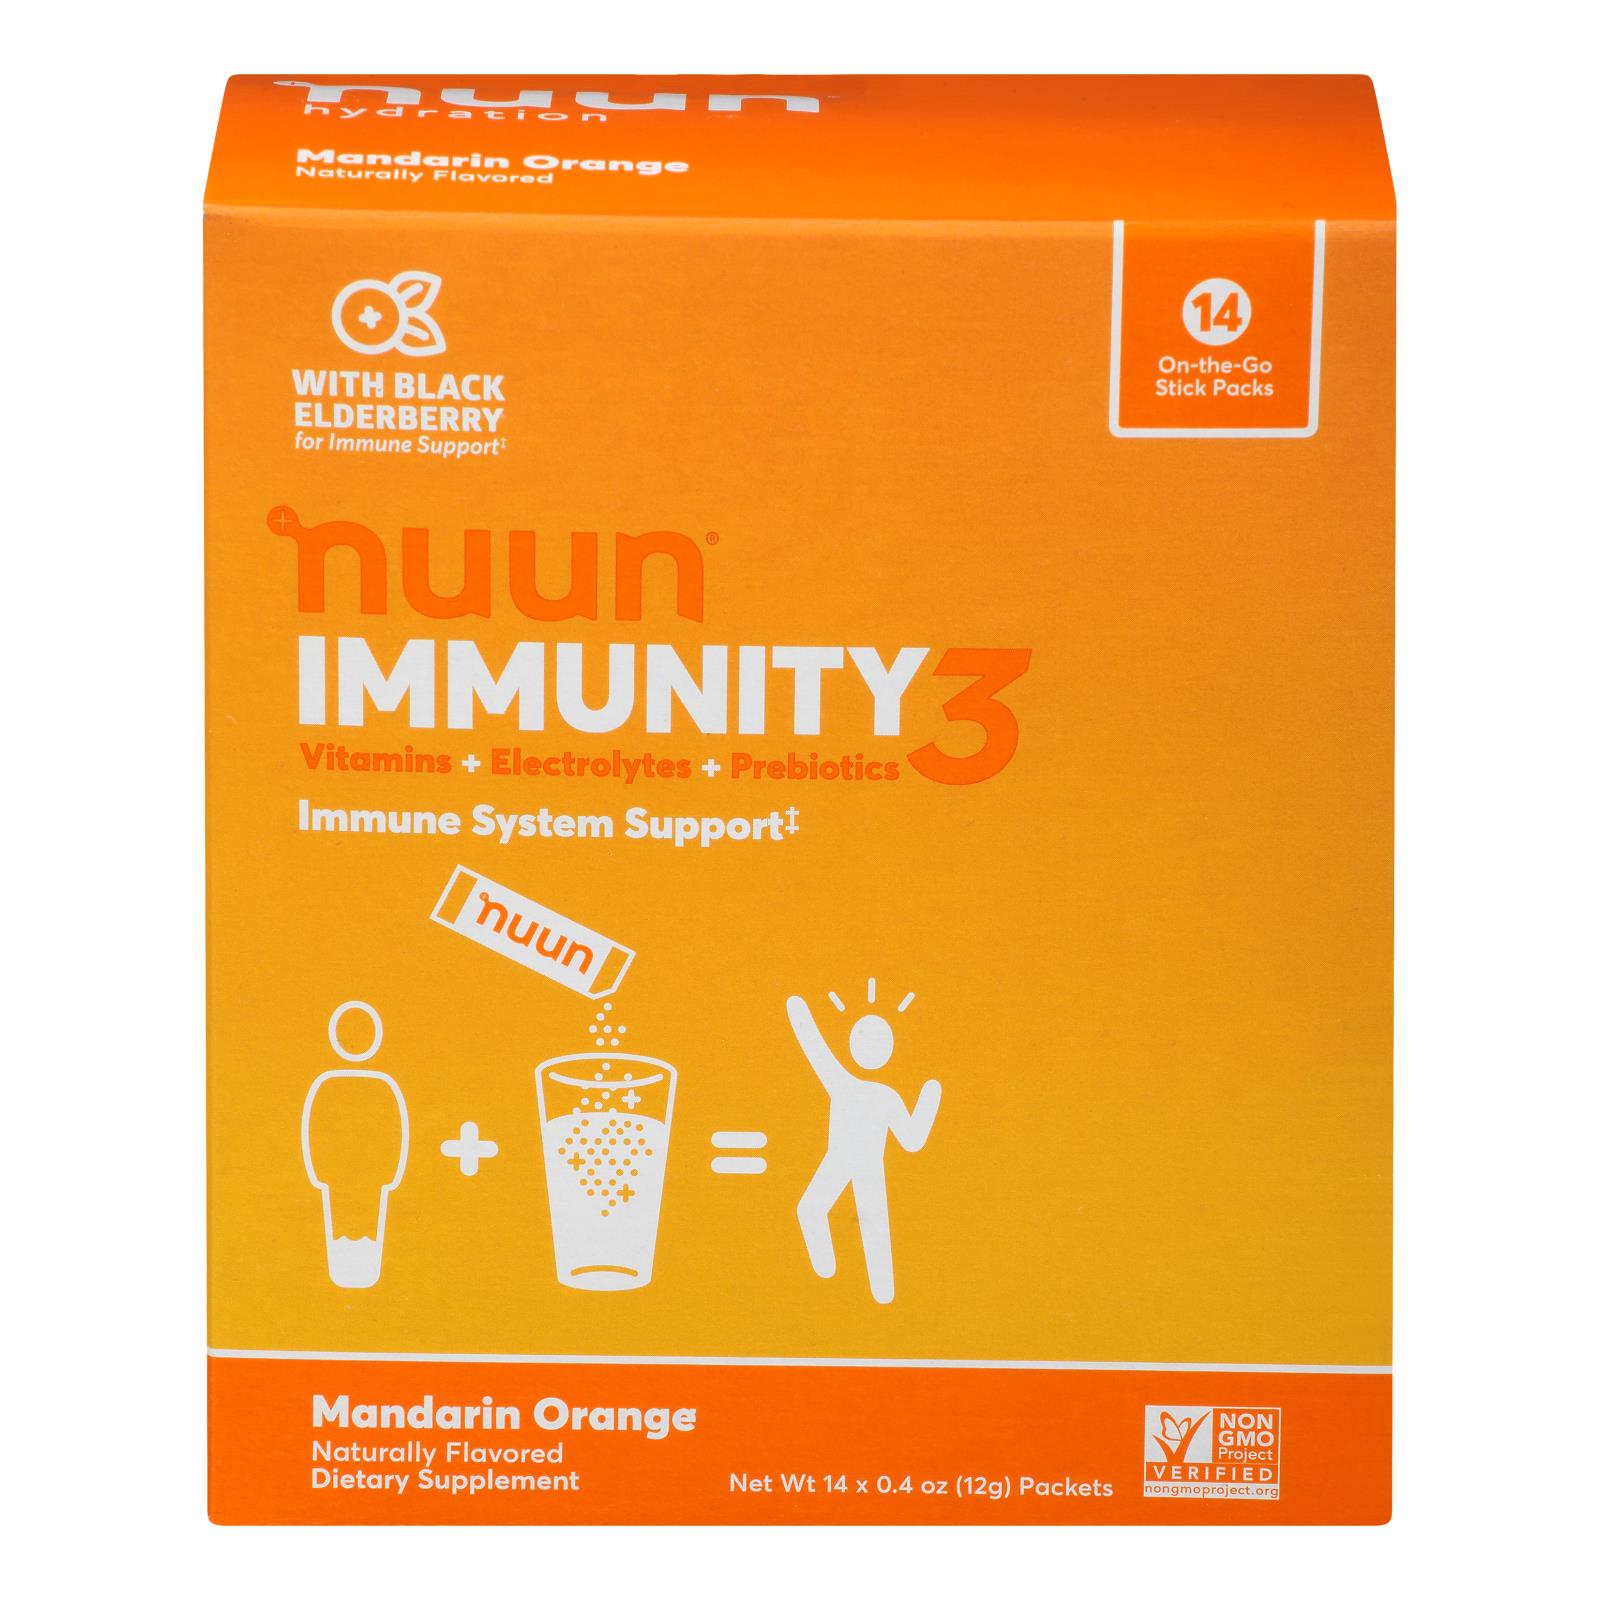 nuun
hydration
Mandarin Orange
Naturally Flavored
14
On-the-Go
Stick Packs
WITH BLACK
ELDERBERRY
for Immune Support‡
nuun®
IMMUNITY3
Vitamins + Electrolytes + Prebiotics
Immune System Support‡
nuun
Mandarin Orange
Naturally Flavored
Dietary Supplement
Net Wt 14 x 0.4 oz (12g) Packets
NON
GMO
Project
VERIFIED
nongmoproject.org